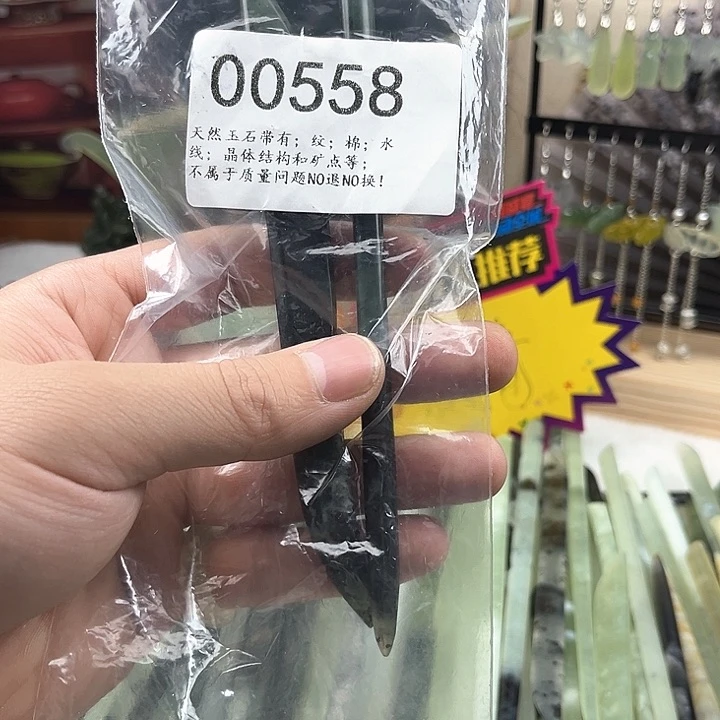 00558
天然玉石带有；纹；棉；水
线；晶体结构和矿点等；
不属于质量问题NO退NO换！
推荐